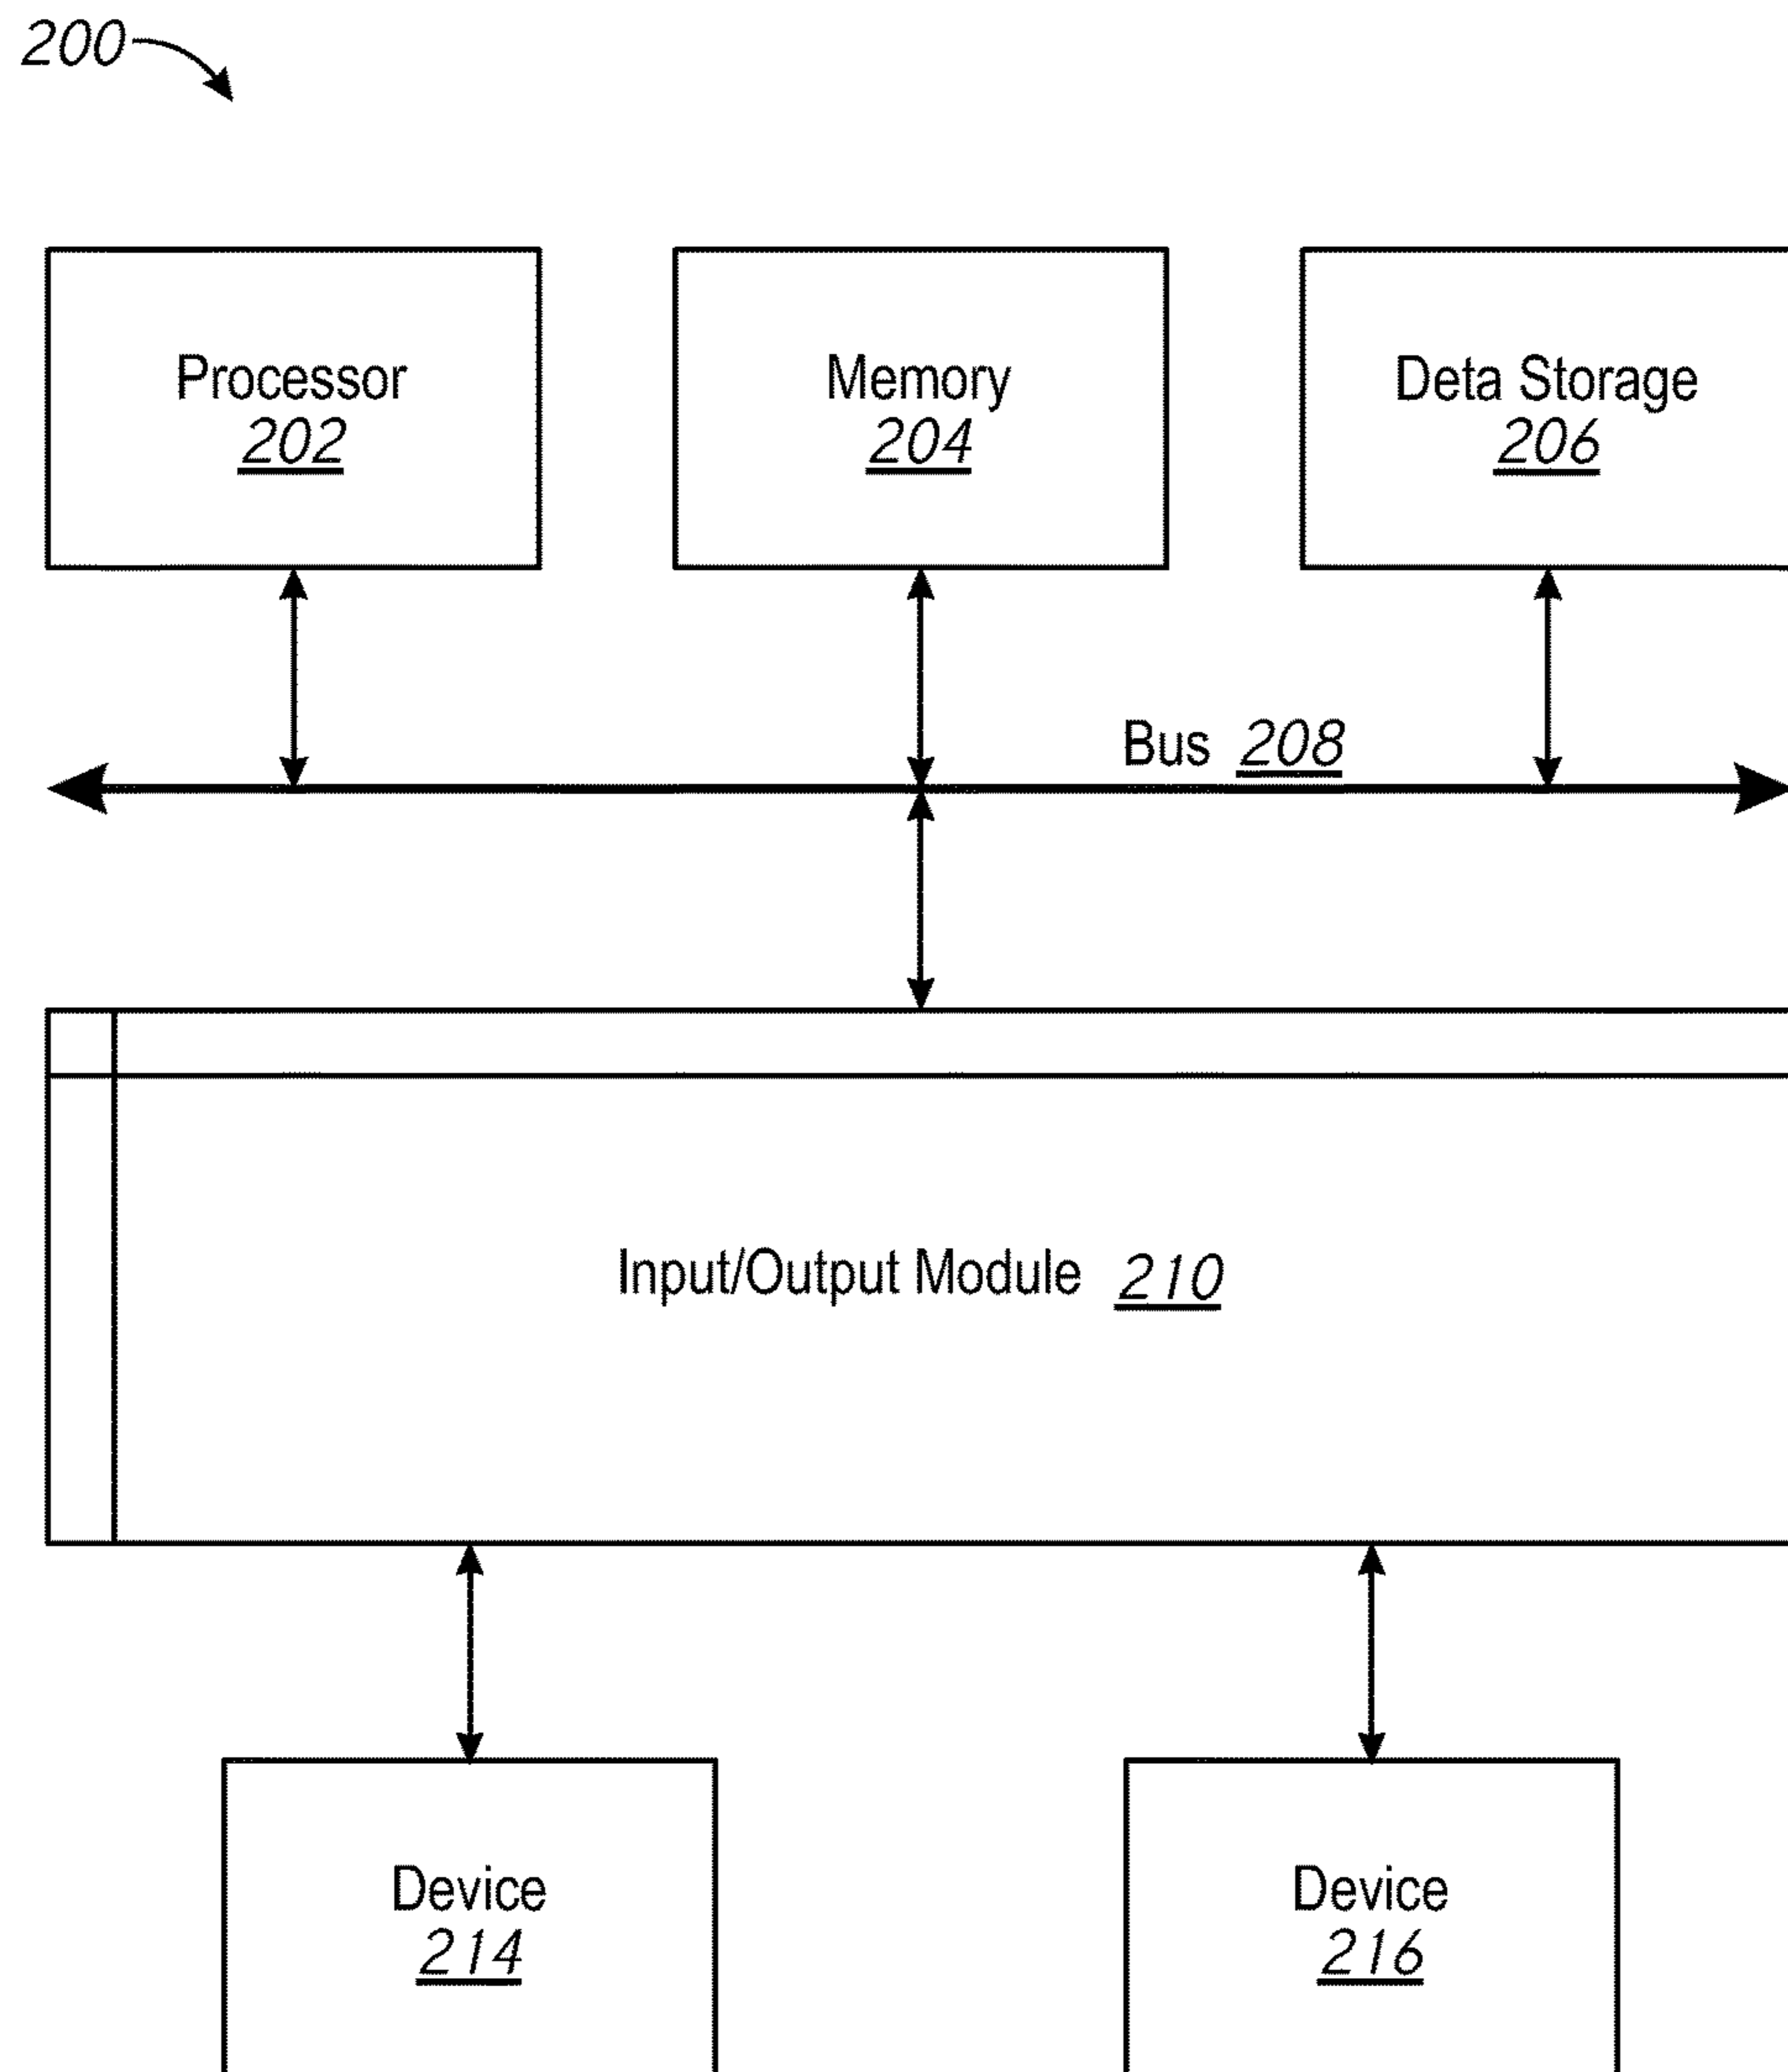 200
Processor
202
Memory
204
Deta Storage
206
Bus 208
Input/Output Module 210
Device
214
Device
216